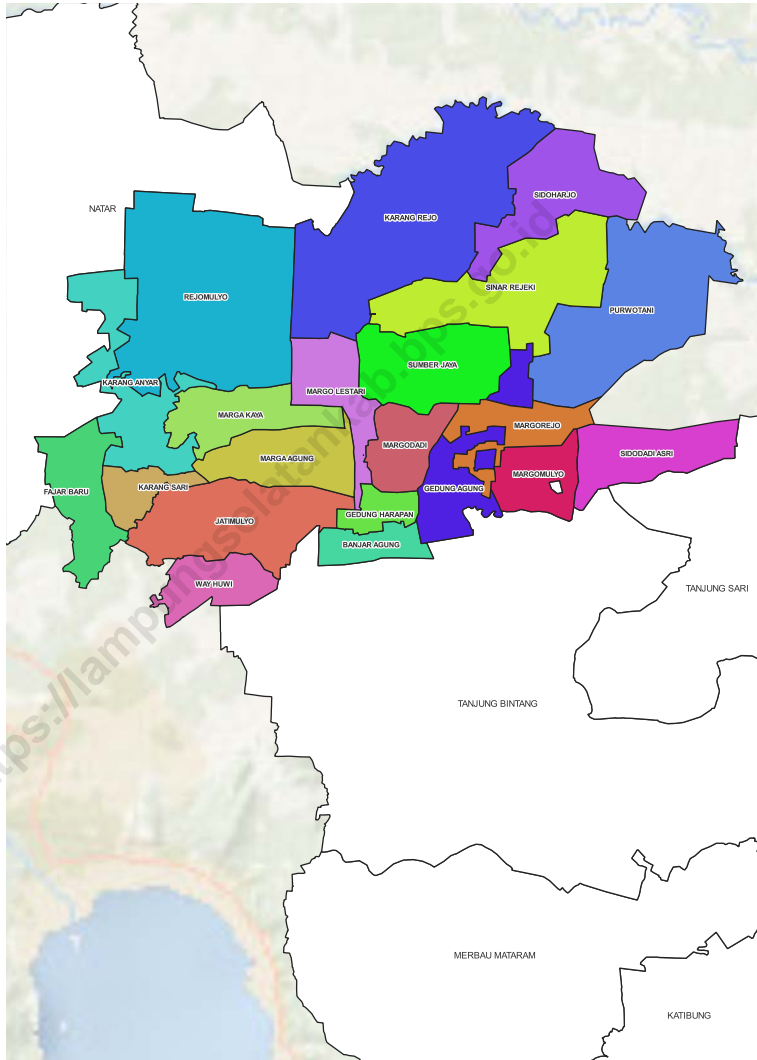 SIDOHARJO
NATAR
KARANG REJO
SINAR REJEKI
REJOMULYO
PURWOTANI
SUMBER JAYA
KARANG ANYAR
MARGO LESTARI
MARGA KAYA
MARGOREJO
MARGODADI
SIDODADI ASRI
MARGA AGUNG
MARGOMULYO
KARANG SARI
GEDUNG AGUNG
FAJAR BARU
GEDUNG HARAPAN
JATIMULYO
BANJAR AGUNG
WAY HUWI
TANJUNG SARI
TANJUNG BINTANG
MERBAU MATARAM
KATIBUNG
tps://lampungselatankab.bps.go.id